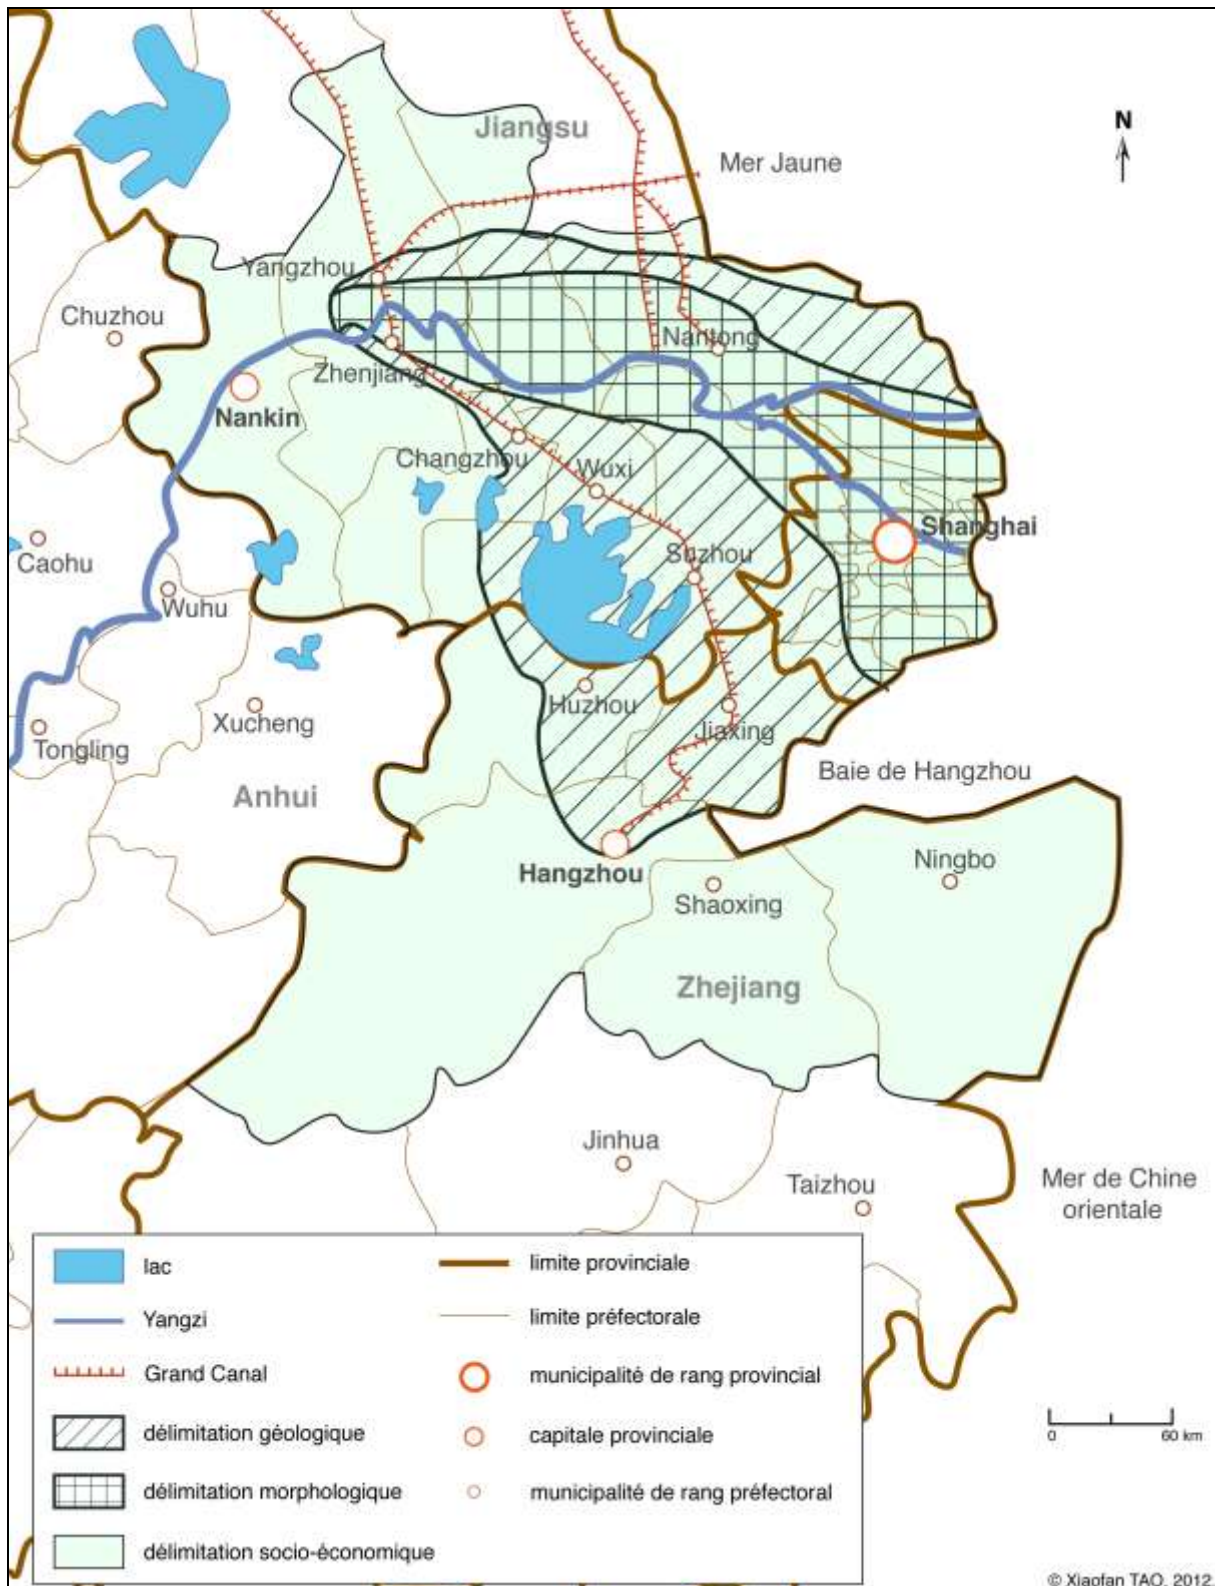 Jiangsu
N
Mer Jaune
Yangzhou
Chuzhou
Nantong
Zhenjiang
Nankin
Changzhou
Wuxi
Shanghai
Suzhou
Caohu
Wuhu
Huzhou
Xucheng
Jiaxing
Tongling
Baie de Hangzhou
Anhui
Ningbo
Hangzhou
Shaoxing
Zhejiang
Jinhua
Taizhou
Mer de Chine
orientale
lac
Yangzi
Grand Canal
délimitation géologique
délimitation morphologique
délimitation socio-économique
limite provinciale
limite préfectorale
municipalité de rang provincial
capitale provinciale
municipalité de rang préfectoral
0 60 km
© Xiaofan TAO, 2012